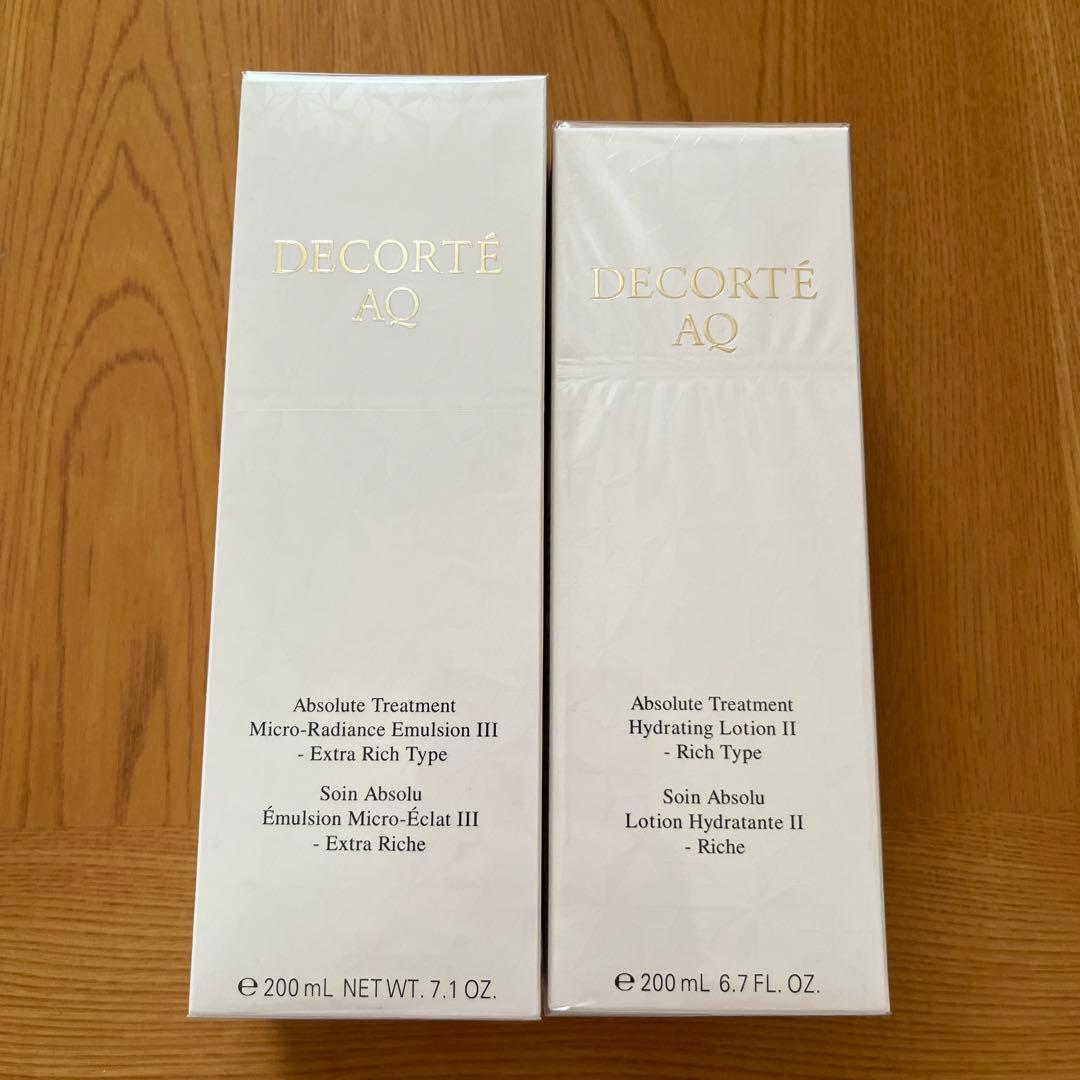 DECORTÉ
AQ
Absolute Treatment
Micro-Radiance Emulsion III
- Extra Rich Type
Soin Absolu
Émulsion Micro-Éclat III
- Extra Riche
℮ 200 mL NET WT. 7.1 OZ.
DECORTÉ
AQ
Absolute Treatment
Hydrating Lotion II
- Rich Type
Soin Absolu
Lotion Hydratante II
- Riche
℮ 200 mL 6.7 FL. OZ.